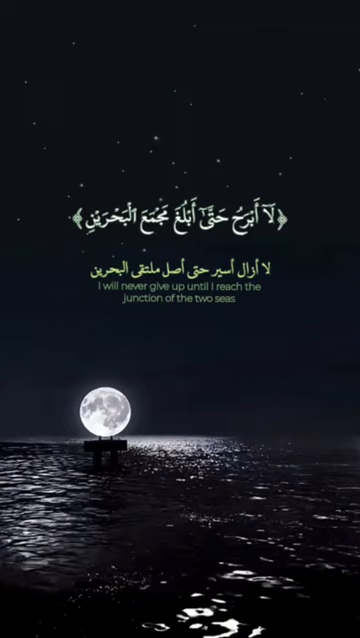 ﴿لَآ أَبْرَحُ حَتَّىٰٓ أَبْلُغَ مَجْمَعَ ٱلْبَحْرَيْنِ﴾
لا أزال أسير حتى أصل ملتقى البحرين
I will never give up until I reach the
junction of the two seas